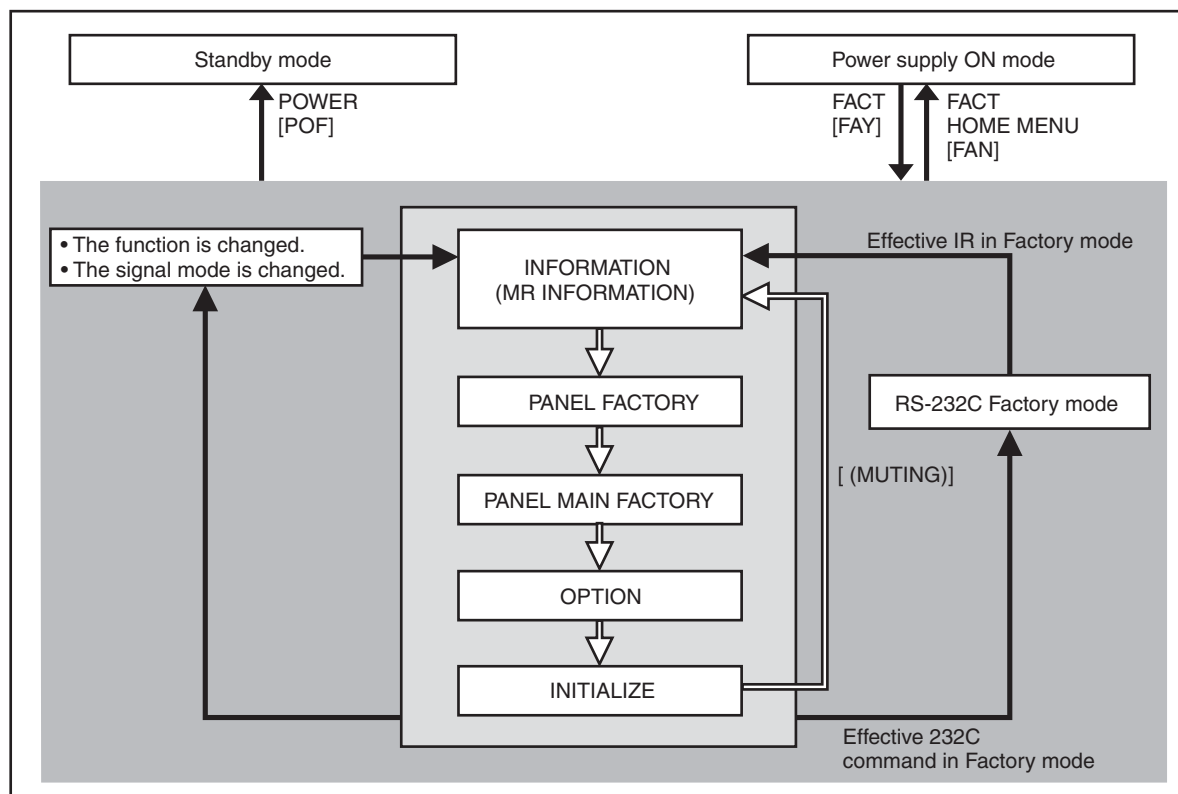 Standby mode
Power supply ON mode
POWER
[POF]
FACT
[FAY]
FACT
HOME MENU
[FAN]
• The function is changed.
• The signal mode is changed.
INFORMATION
(MR INFORMATION)
Effective IR in Factory mode
PANEL FACTORY
RS-232C Factory mode
[ (MUTING)]
PANEL MAIN FACTORY
OPTION
INITIALIZE
Effective 232C
command in Factory mode